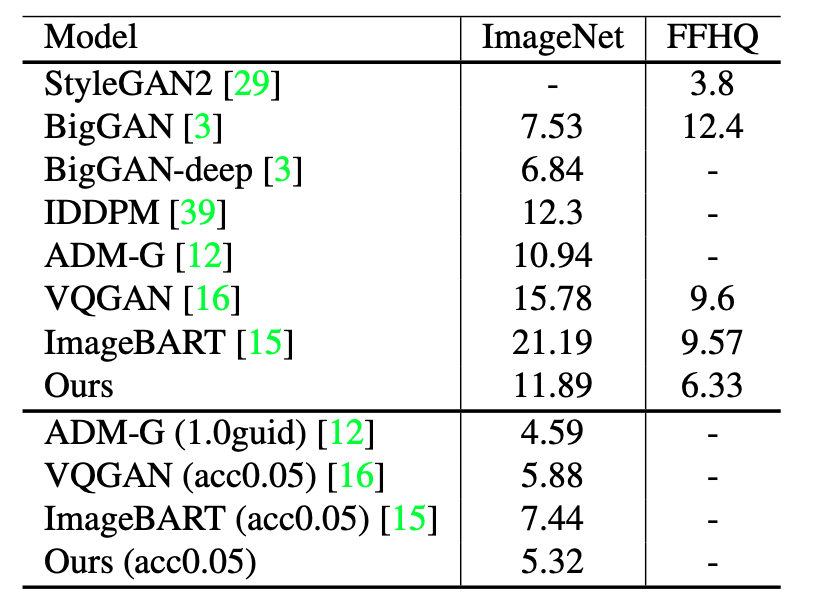 Model ImageNet FFHQ
StyleGAN2 [29] - 3.8
BigGAN [3] 7.53 12.4
BigGAN-deep [3] 6.84 -
IDDPM [39] 12.3 -
ADM-G [12] 10.94 -
VQGAN [16] 15.78 9.6
ImageBART [15] 21.19 9.57
Ours 11.89 6.33
ADM-G (1.0guid) [12] 4.59 -
VQGAN (acc0.05) [16] 5.88 -
ImageBART (acc0.05) [15] 7.44 -
Ours (acc0.05) 5.32 -